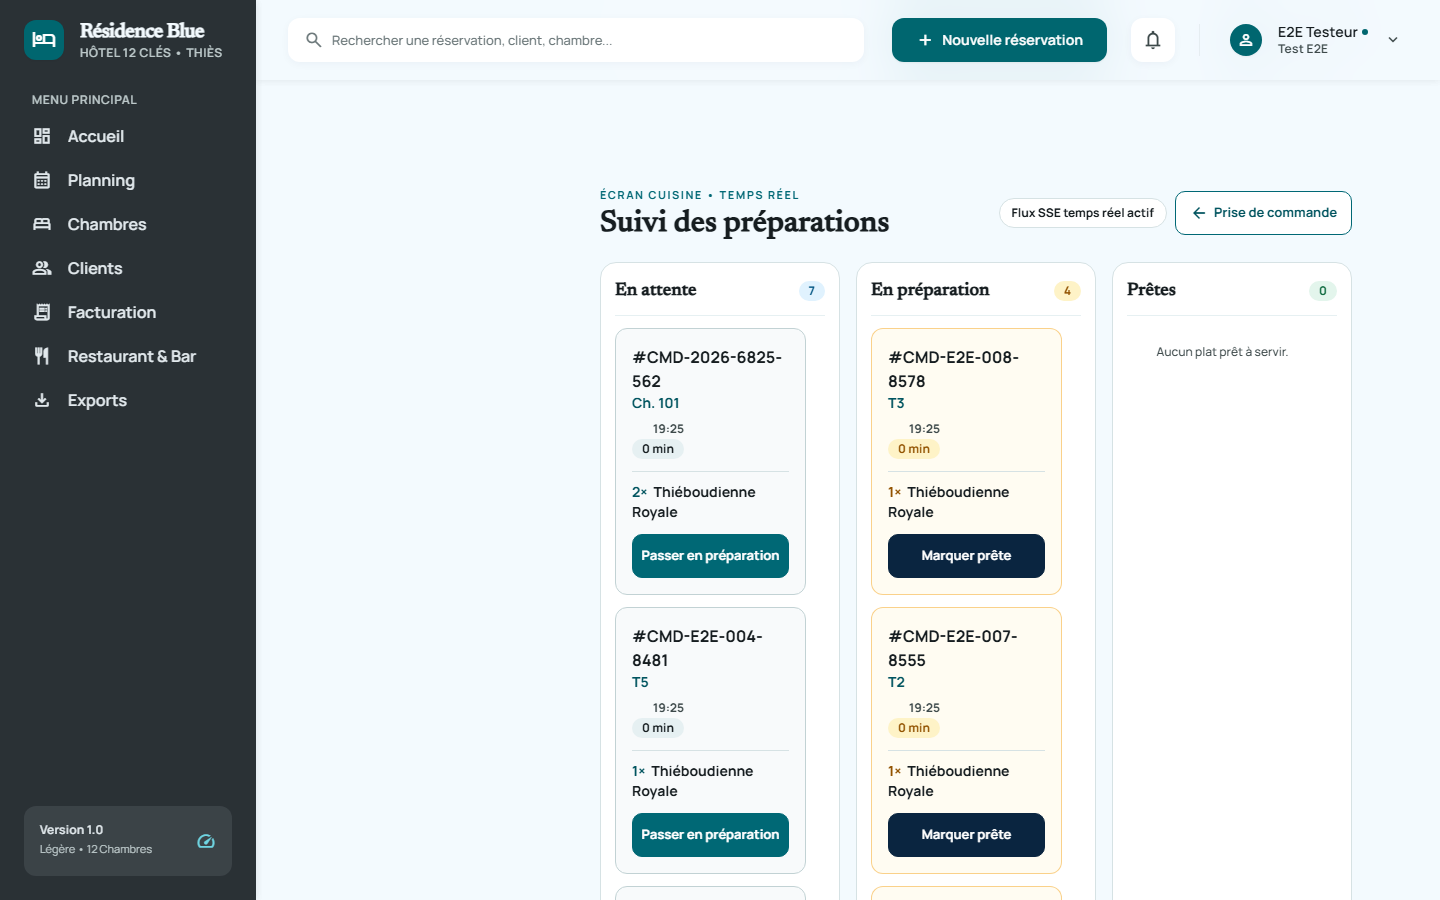 Résidence Blue
HÔTEL 12 CLÉS • THIÈS
MENU PRINCIPAL
Accueil
Planning
Chambres
Clients
Facturation
Restaurant & Bar
Exports
Version 1.0
Légère • 12 Chambres
Rechercher une réservation, client, chambre...
Nouvelle réservation
E2E Testeur
Test E2E
ÉCRAN CUISINE • TEMPS RÉEL
Suivi des préparations
Flux SSE temps réel actif
Prise de commande
En attente 7
#CMD-2026-6825-
562
Ch. 101
19:25
0 min
2× Thiéboudienne
Royale
Passer en préparation
#CMD-E2E-004-
8481
T5
19:25
0 min
1× Thiéboudienne
Royale
Passer en préparation
En préparation 4
#CMD-E2E-008-
8578
T3
19:25
0 min
1× Thiéboudienne
Royale
Marquer prête
#CMD-E2E-007-
8555
T2
19:25
0 min
1× Thiéboudienne
Royale
Marquer prête
Prêtes 0
Aucun plat prêt à servir.